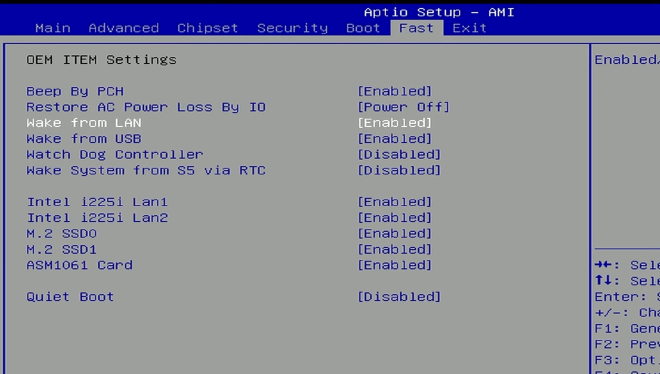 Aptio Setup - AMI
Main Advanced Chipset Security Boot Fast Exit
OEM ITEM Settings
Enabled/
Beep By PCH [Enabled]
Restore AC Power Loss By IO [Power Off]
Wake from LAN [Enabled]
Wake from USB [Enabled]
Watch Dog Controller [Disabled]
Wake System from S5 via RTC [Disabled]
Intel i225i Lan1 [Enabled]
Intel i225i Lan2 [Enabled]
M.2 SSD0 [Enabled]
M.2 SSD1 [Enabled]
ASM1061 Card [Enabled]
Quiet Boot [Disabled]
→←: Sele
↑↓: Sele
Enter: S
+/-: Cha
F1: Gene
F2: Prev
F3: Opt